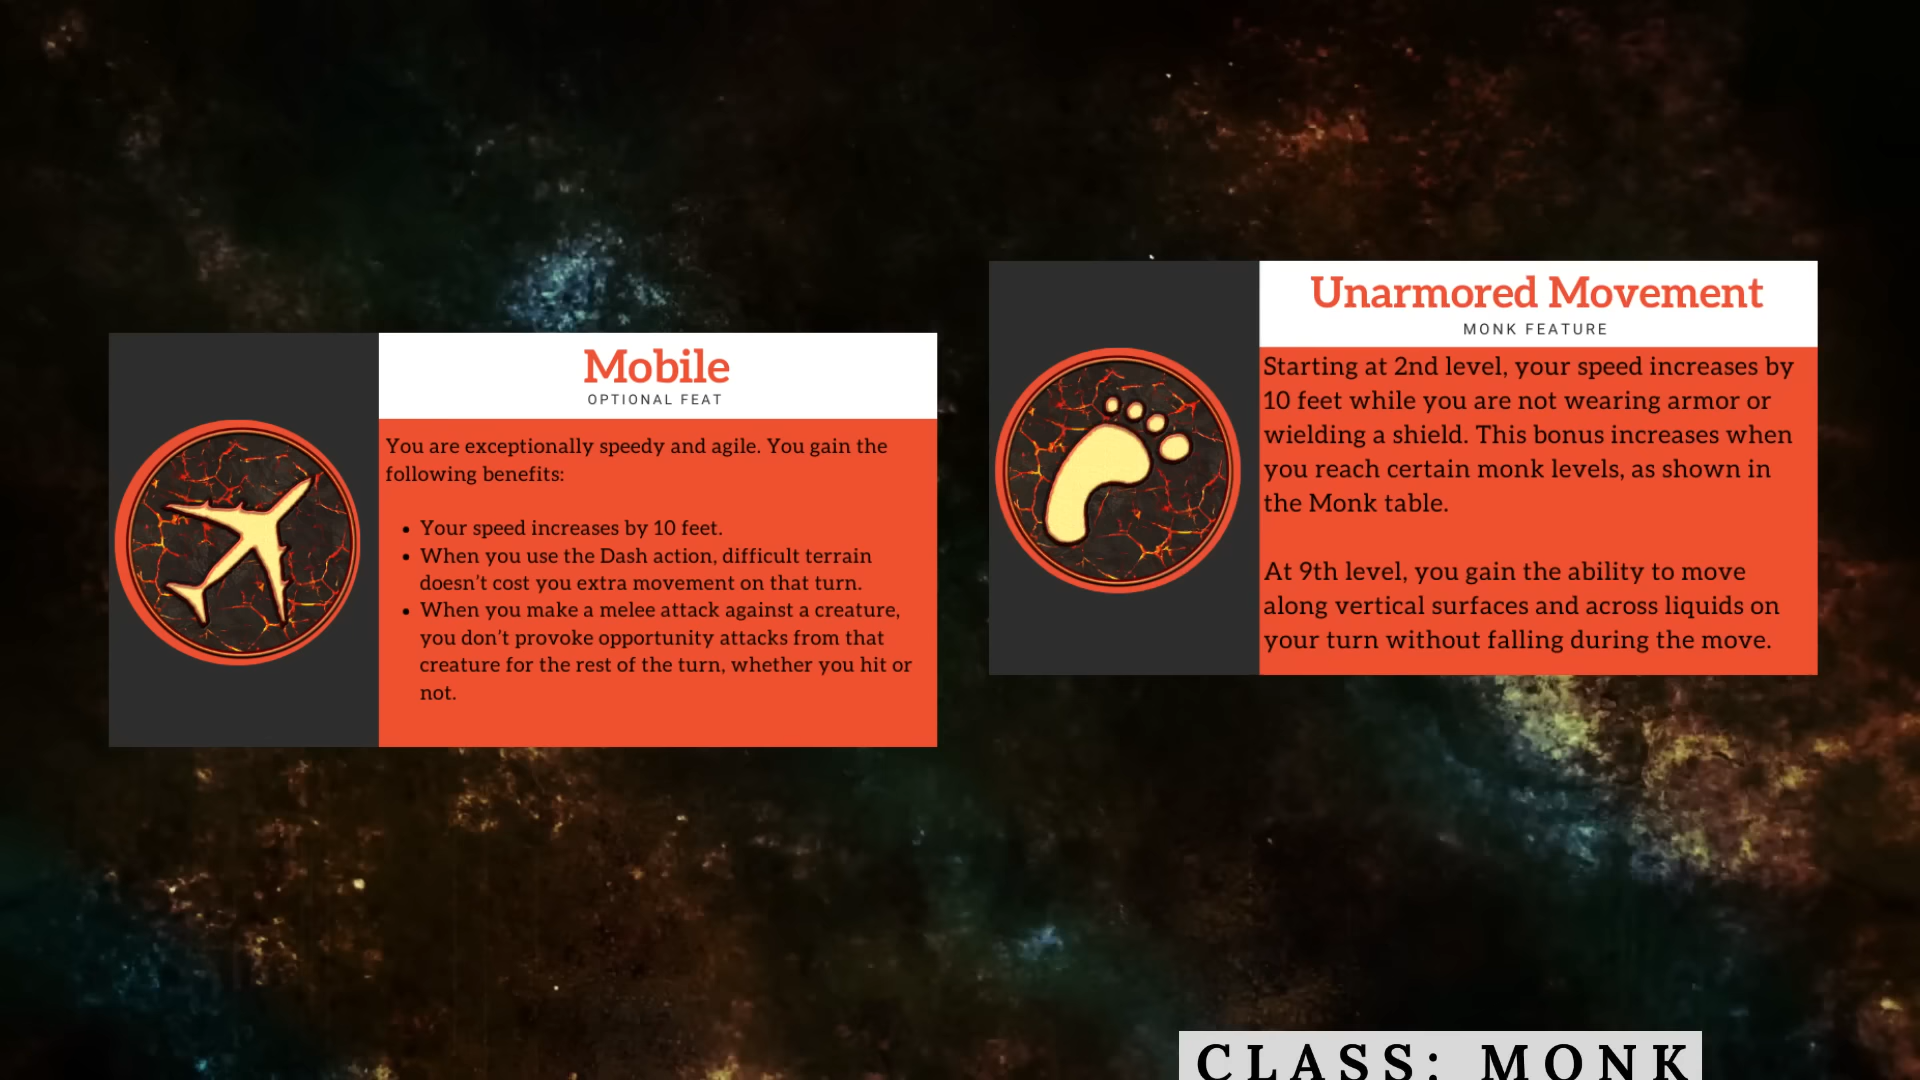 Mobile
OPTIONAL FEAT
You are exceptionally speedy and agile. You gain the
following benefits:
• Your speed increases by 10 feet.
• When you use the Dash action, difficult terrain
doesn't cost you extra movement on that turn.
• When you make a melee attack against a creature,
you don't provoke opportunity attacks from that
creature for the rest of the turn, whether you hit or
not.
Unarmored Movement
MONK FEATURE
Starting at 2nd level, your speed increases by
10 feet while you are not wearing armor or
wielding a shield. This bonus increases when
you reach certain monk levels, as shown in
the Monk table.
At 9th level, you gain the ability to move
along vertical surfaces and across liquids on
your turn without falling during the move.
CLASS: MONK